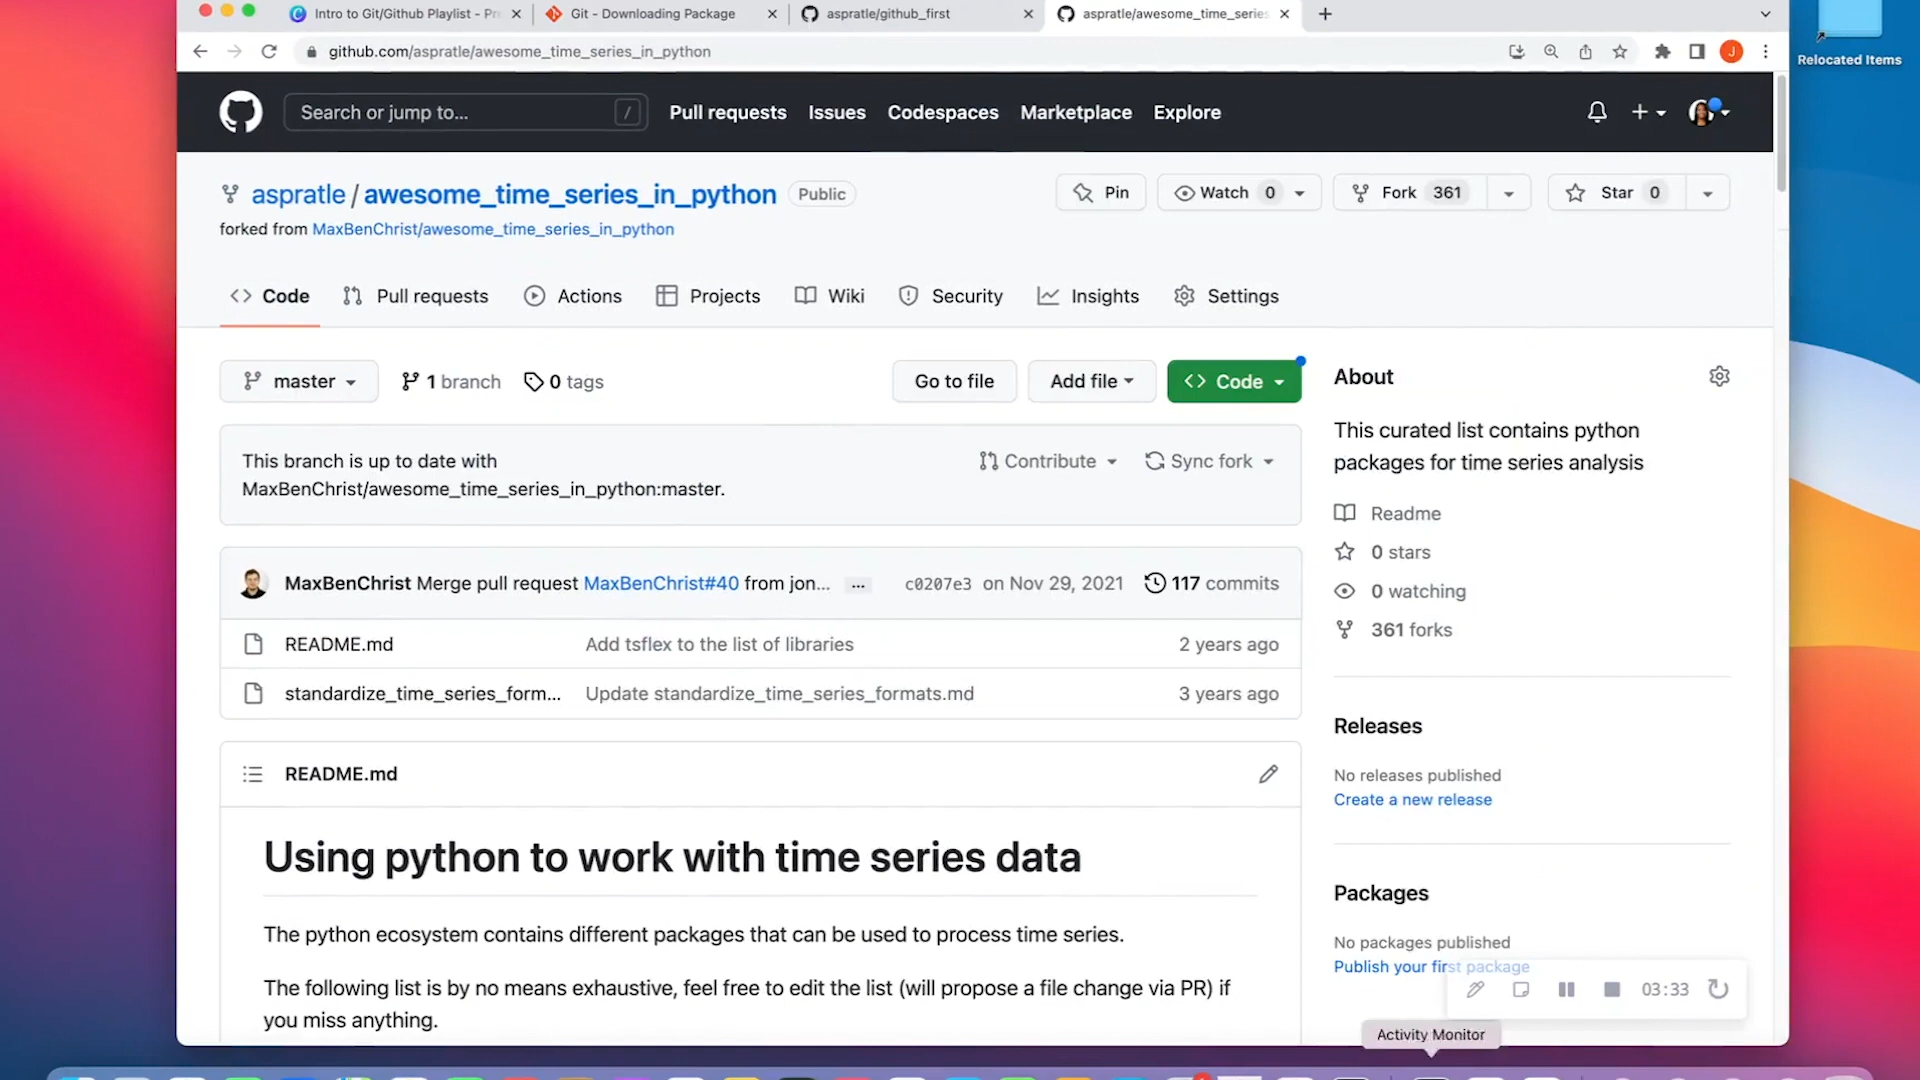 Intro to Git/Github Playlist - Pr
Git - Downloading Package
aspratle/github_first
aspratle/awesome_time_series
github.com/aspratle/awesome_time_series_in_python
J
Relocated Items
Search or jump to...
/
Pull requests
Issues
Codespaces
Marketplace
Explore
aspratle / awesome_time_series_in_python
Public
Pin
Watch 0
Fork 361
Star 0
forked from MaxBenChrist/awesome_time_series_in_python
Code
Pull requests
Actions
Projects
Wiki
Security
Insights
Settings
master
1 branch
0 tags
Go to file
Add file
Code
This branch is up to date with
MaxBenChrist/awesome_time_series_in_python:master.
Contribute
Sync fork
MaxBenChrist Merge pull request MaxBenChrist#40 from jon... ... c0207e3 on Nov 29, 2021 117 commits
README.md Add tsflex to the list of libraries 2 years ago
standardize_time_series_form... Update standardize_time_series_formats.md 3 years ago
README.md
Using python to work with time series data
The python ecosystem contains different packages that can be used to process time series.
The following list is by no means exhaustive, feel free to edit the list (will propose a file change via PR) if
you miss anything.
About
This curated list contains python
packages for time series analysis
Readme
0 stars
0 watching
361 forks
Releases
No releases published
Create a new release
Packages
No packages published
Publish your first package
03:33
Activity Monitor